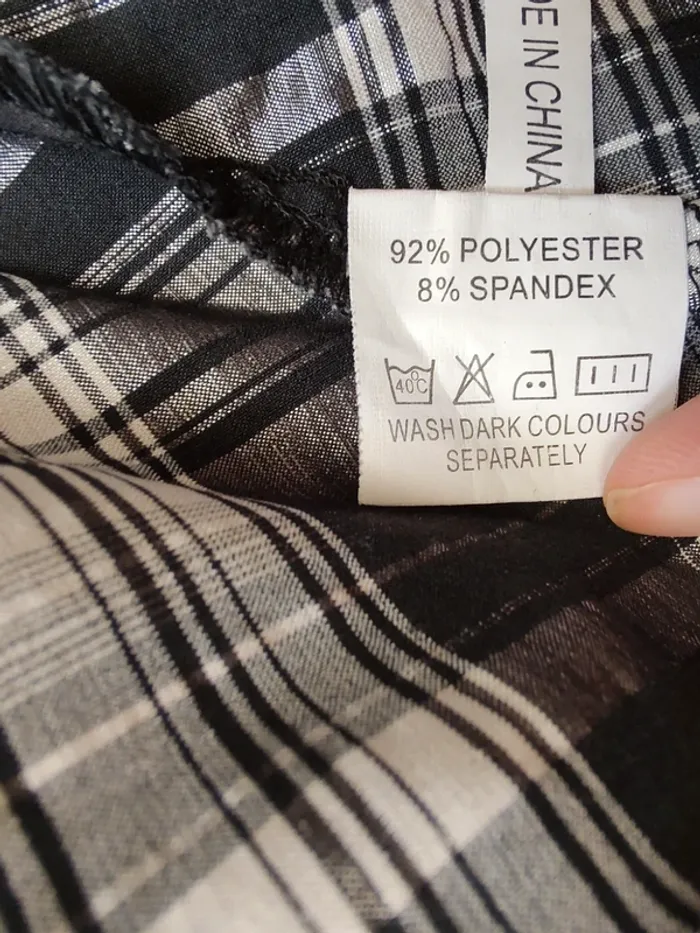 DE IN CHINA
92% POLYESTER
8% SPANDEX
40°C
WASH DARK COLOURS
SEPARATELY